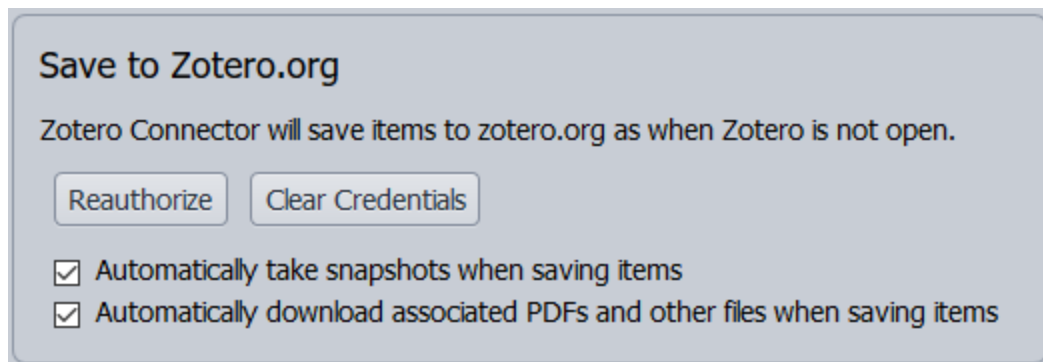 Save to Zotero.org
Zotero Connector will save items to zotero.org as when Zotero is not open.
Reauthorize Clear Credentials
Automatically take snapshots when saving items
Automatically download associated PDFs and other files when saving items